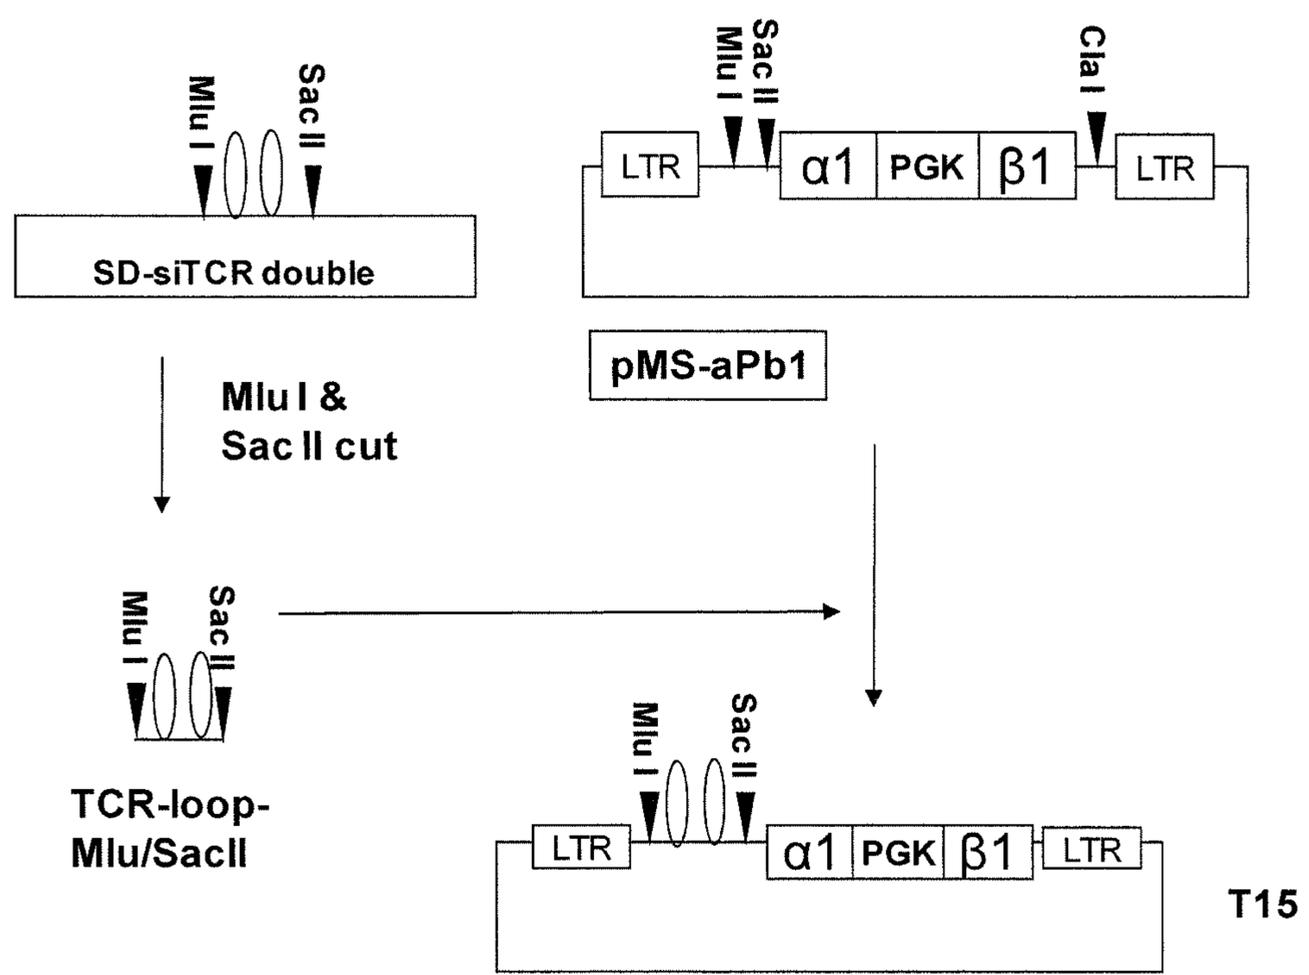 Mlu I
Sac II
SD-siTCR double
Mlu I
Sac II
Cla I
LTR
α1
PGK
β1
LTR
pMS-aPb1
Mlu I &
Sac II cut
Mlu I
Sac II
TCR-loop-
Mlu/SacII
Mlu I
Sac II
LTR
α1
PGK
β1
LTR
T15